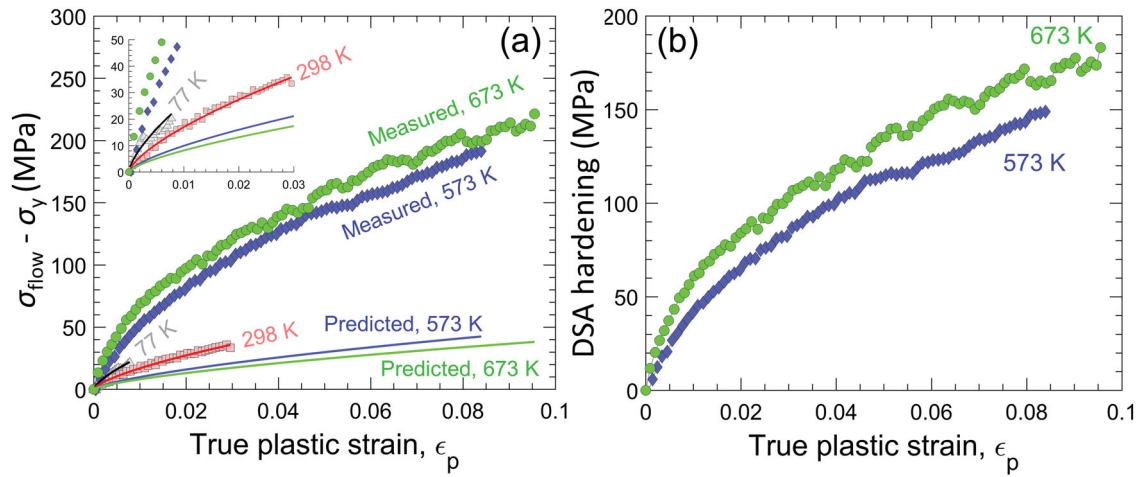 (a)
300
250
200
150
100
50
0
σflow - σy (MPa)
50
40
30
20
10
0
0
0.01
0.02
0.03
77 K
298 K
Measured, 673 K
Measured, 573 K
77 K
298 K
Predicted, 573 K
Predicted, 673 K
0
0.02
0.04
0.06
0.08
0.1
True plastic strain, ϵp
(b)
200
150
100
50
0
DSA hardening (MPa)
673 K
573 K
0
0.02
0.04
0.06
0.08
0.1
True plastic strain, ϵp